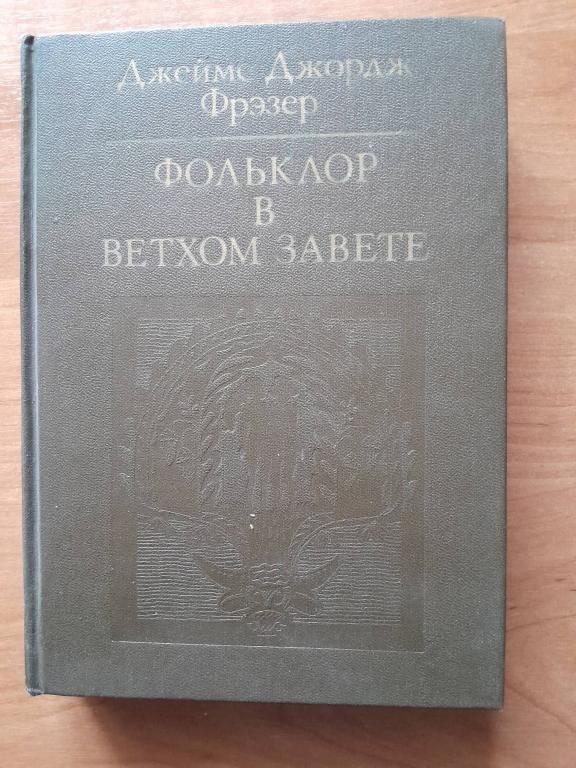 Джеймс Джордж
Фрэзер
ФОЛЬКЛОР
В
ВЕТХОМ ЗАВЕТЕ